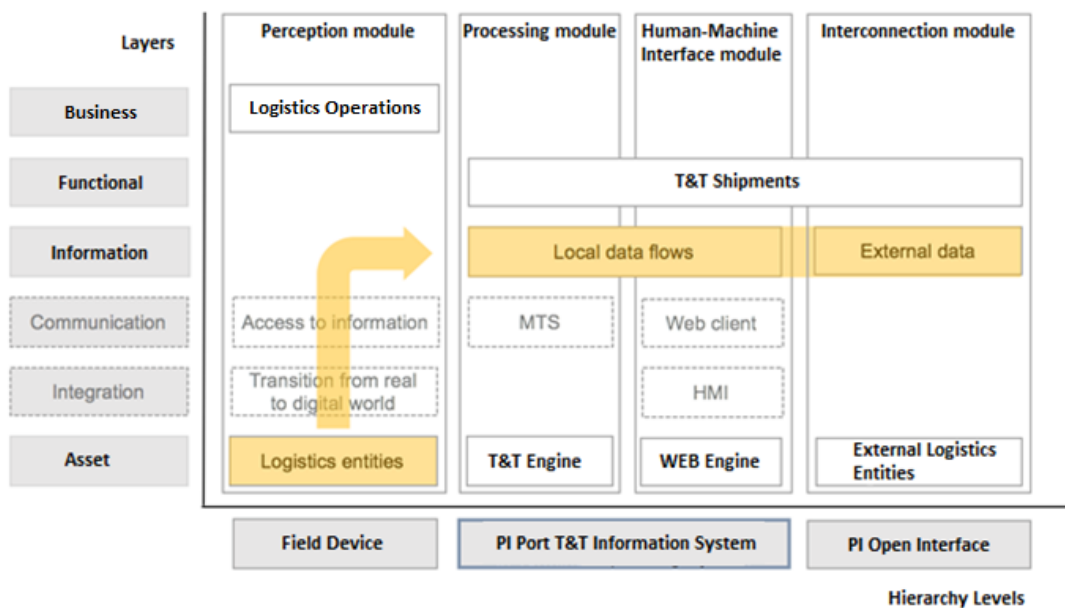 Layers
Perception module
Processing module
Human-Machine
Interface module
Interconnection module
Business
Logistics Operations
Functional
T&T Shipments
Information
Local data flows
External data
Communication
Access to information
MTS
Web client
Integration
Transition from real
to digital world
HMI
Asset
Logistics entities
T&T Engine
WEB Engine
External Logistics
Entities
Field Device
PI Port T&T Information System
PI Open Interface
Hierarchy Levels